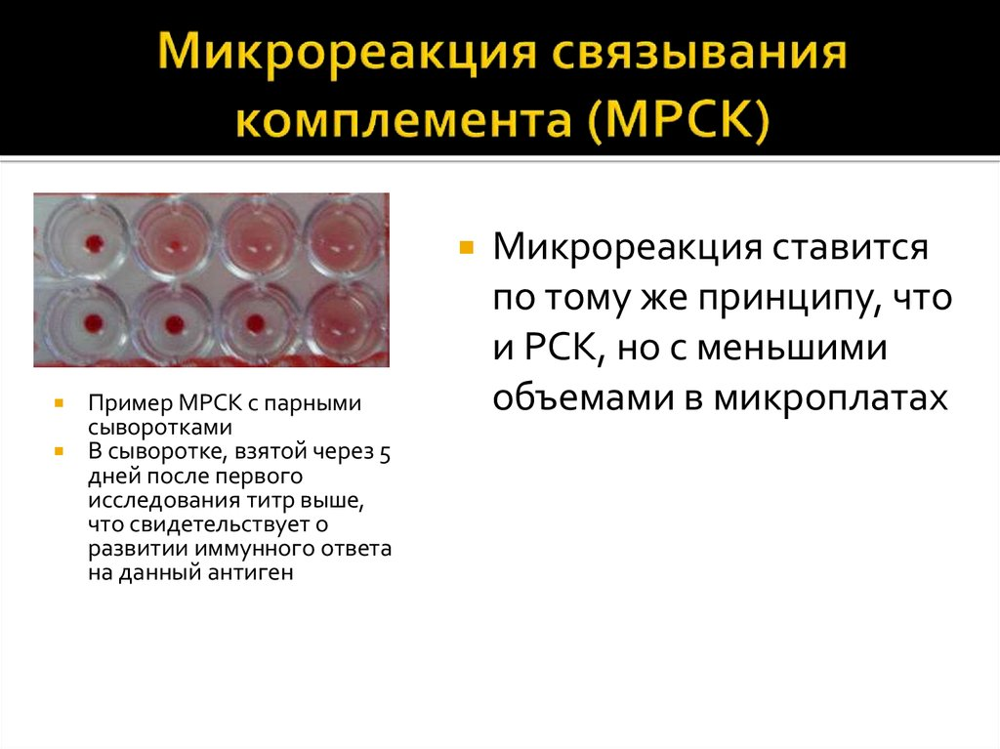 Микрореакция связывания
комплемента (МРСК)
Пример МРСК с парными
сыворотками
В сыворотке, взятой через 5
дней после первого
исследования титр выше,
что свидетельствует о
развитии иммунного ответа
на данный антиген
Микрореакция ставится
по тому же принципу, что
и РСК, но с меньшими
объемами в микроплатах